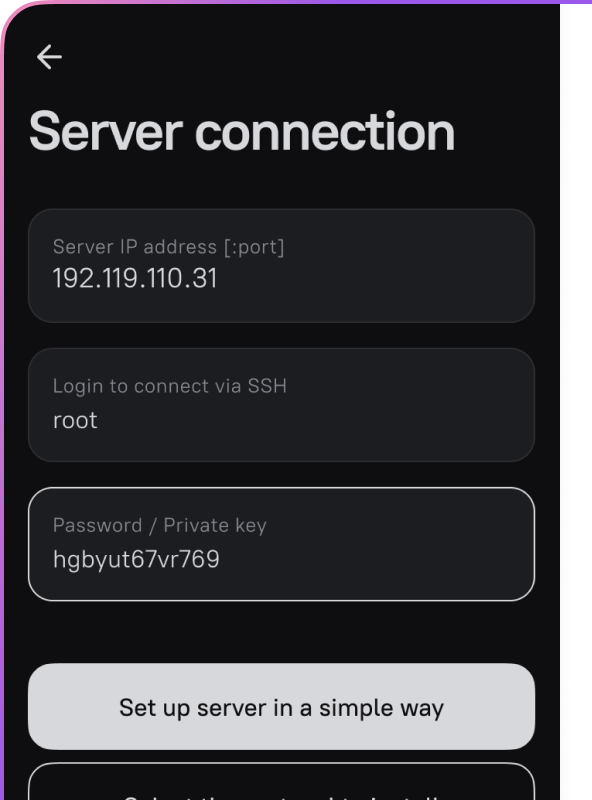 Server connection
Server IP address [:port]
192.119.110.31
Login to connect via SSH
root
Password / Private key
hgbyut67vr769
Set up server in a simple way